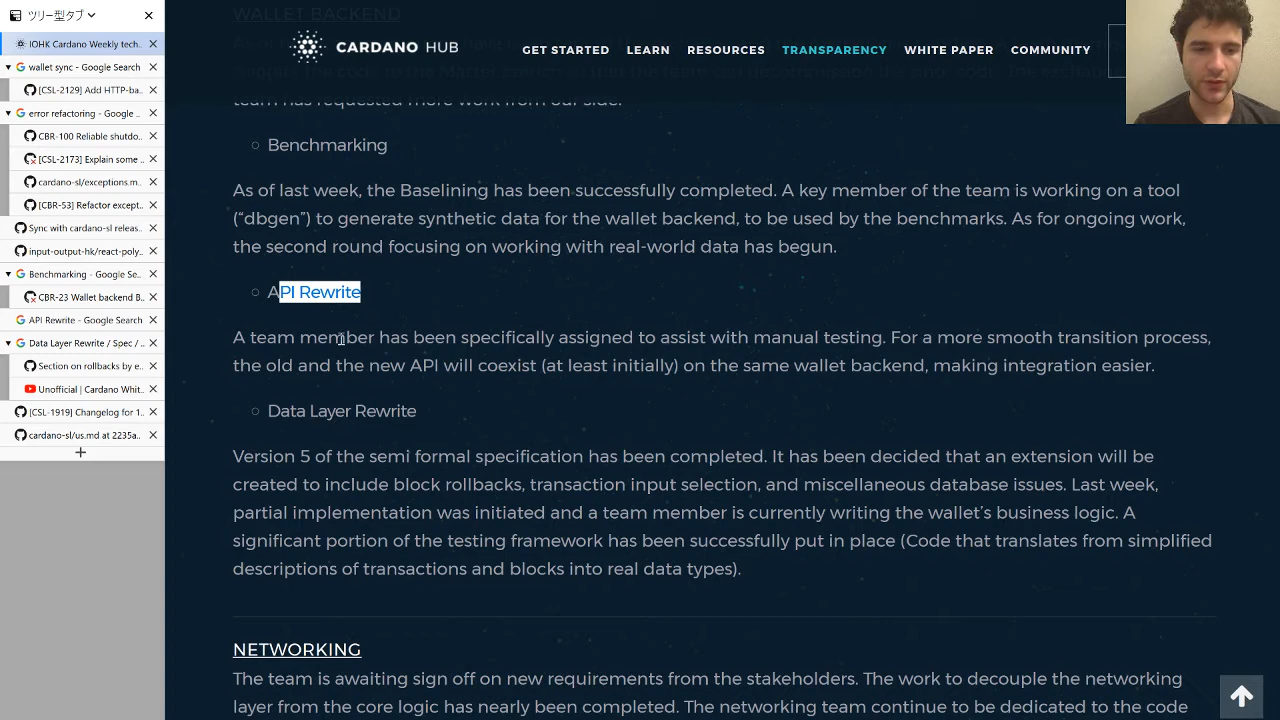 ツリー型タブ
IOHK Cardano Weekly tech..
wallet sync - Google Search
[CSL-2129] Add HTTP-ba..
error refactoring - Google ..
CBR-100 Reliable shutdo..
[CSL-2173] Explain some ..
cardano-sl/exceptions.m..
[CBR-53] Refactor except..
Sync with cardano-sl releas..
input-output-hk/react-poly..
Benchmarking - Google Se..
CBR-23 Wallet backend B..
API Rewrite - Google Search
Data Layer Rewrite / Spec / ..
Section on rollbacks by e..
Unofficial | Cardano Whit..
[CSL-1919] Changelog for 1..
cardano-sl/us.md at 2235a..
WALLET BACKEND
CARDANO HUB
GET STARTED
LEARN
RESOURCES
TRANSPARENCY
WHITE PAPER
COMMUNITY
team has requested more work from our side.
Benchmarking
As of last week, the Baselining has been successfully completed. A key member of the team is working on a tool
(“dbgen”) to generate synthetic data for the wallet backend, to be used by the benchmarks. As for ongoing work,
the second round focusing on working with real-world data has begun.
API Rewrite
A team member has been specifically assigned to assist with manual testing. For a more smooth transition process,
the old and the new API will coexist (at least initially) on the same wallet backend, making integration easier.
Data Layer Rewrite
Version 5 of the semi formal specification has been completed. It has been decided that an extension will be
created to include block rollbacks, transaction input selection, and miscellaneous database issues. Last week,
partial implementation was initiated and a team member is currently writing the wallet’s business logic. A
significant portion of the testing framework has been successfully put in place (Code that translates from simplified
descriptions of transactions and blocks into real data types).
NETWORKING
The team is awaiting sign off on new requirements from the stakeholders. The work to decouple the networking
layer from the core logic has nearly been completed. The networking team continue to be dedicated to the code